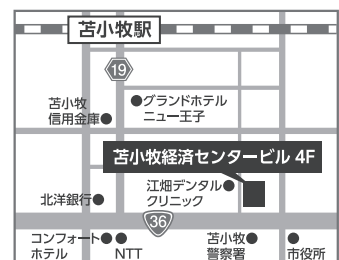 苫小牧駅
19
苫小牧
信用金庫
グランドホテル
ニュー王子
苫小牧経済センタービル 4F
北洋銀行
江畑デンタル
クリニック
36
コンフォート
ホテル
NTT
苫小牧
警察署
市役所